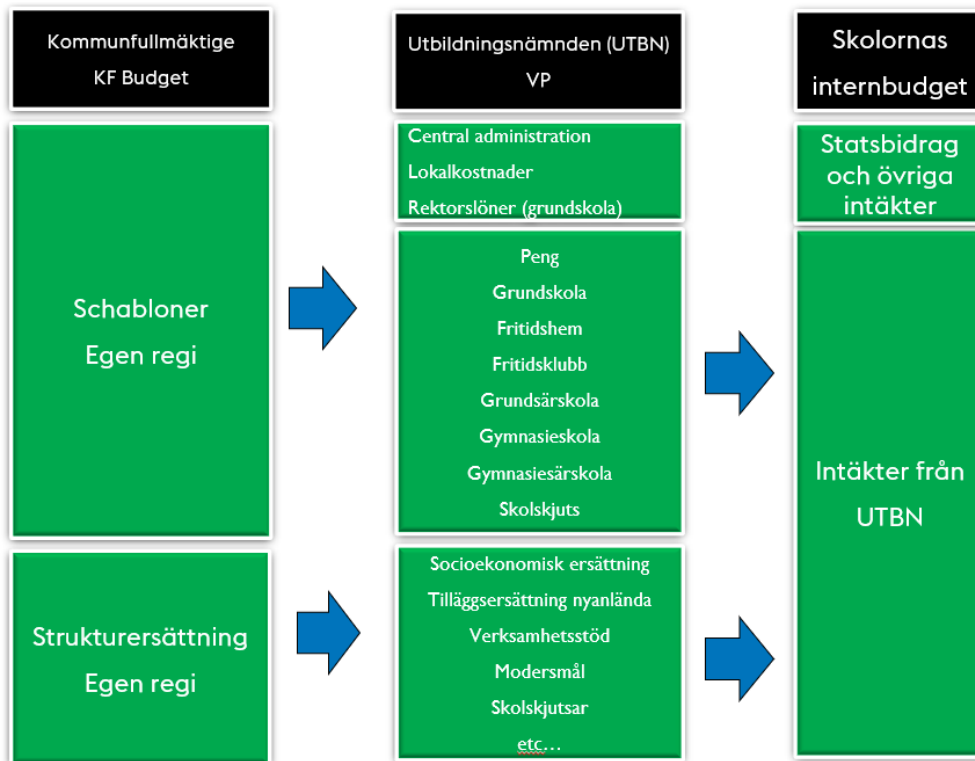 Kommunfullmäktige
KF Budget
Schabloner
Egen regi
Strukturersättning
Egen regi
Utbildningsnämnden (UTBN)
VP
Central administration
Lokalkostnader
Rektorslöner (grundskola)
Peng
Grundskola
Fritidshem
Fritidsklubb
Grundsärskola
Gymnasieskola
Gymnasiesärskola
Skolskjuts
Socioekonomisk ersättning
Tilläggsersättning nyanlända
Verksamhetsstöd
Modersmål
Skolskjutsar
etc...
Skolornas
internbudget
Statsbidrag
och övriga
intäkter
Intäkter från
UTBN